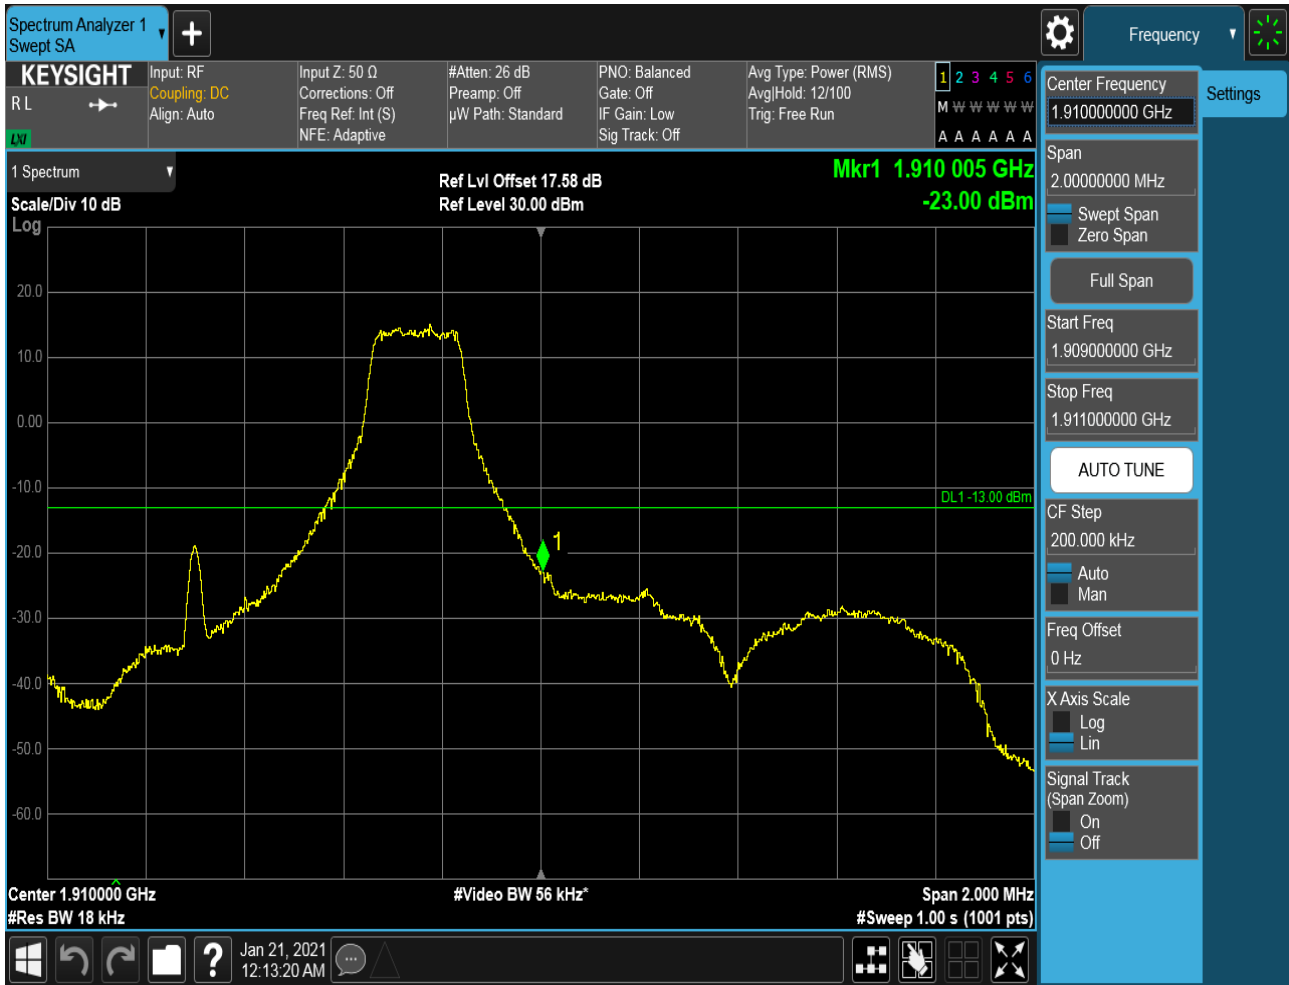 Spectrum Analyzer 1
Swept SA
Frequency
KEYSIGHT
R L
LXI
Input: RF
Coupling: DC
Align: Auto
Input Z: 50 Ω
Corrections: Off
Freq Ref: Int (S)
NFE: Adaptive
#Atten: 26 dB
Preamp: Off
µW Path: Standard
PNO: Balanced
Gate: Off
IF Gain: Low
Sig Track: Off
Avg Type: Power (RMS)
Avg|Hold: 12/100
Trig: Free Run
1 2 3 4 5 6
M W W W W W
A A A A A A
1 Spectrum
Scale/Div 10 dB
Log
Ref Lvl Offset 17.58 dB
Ref Level 30.00 dBm
Mkr1 1.910 005 GHz
-23.00 dBm
20.0
10.0
0.00
-10.0
-20.0
-30.0
-40.0
-50.0
-60.0
DL1 -13.00 dBm
1
Center 1.910000 GHz
#Res BW 18 kHz
#Video BW 56 kHz*
Span 2.000 MHz
#Sweep 1.00 s (1001 pts)
?
Jan 21, 2021
12:13:20 AM
Center Frequency
1.910000000 GHz
Settings
Span
2.00000000 MHz
Swept Span
Zero Span
Full Span
Start Freq
1.909000000 GHz
Stop Freq
1.911000000 GHz
AUTO TUNE
CF Step
200.000 kHz
Auto
Man
Freq Offset
0 Hz
X Axis Scale
Log
Lin
Signal Track
(Span Zoom)
On
Off